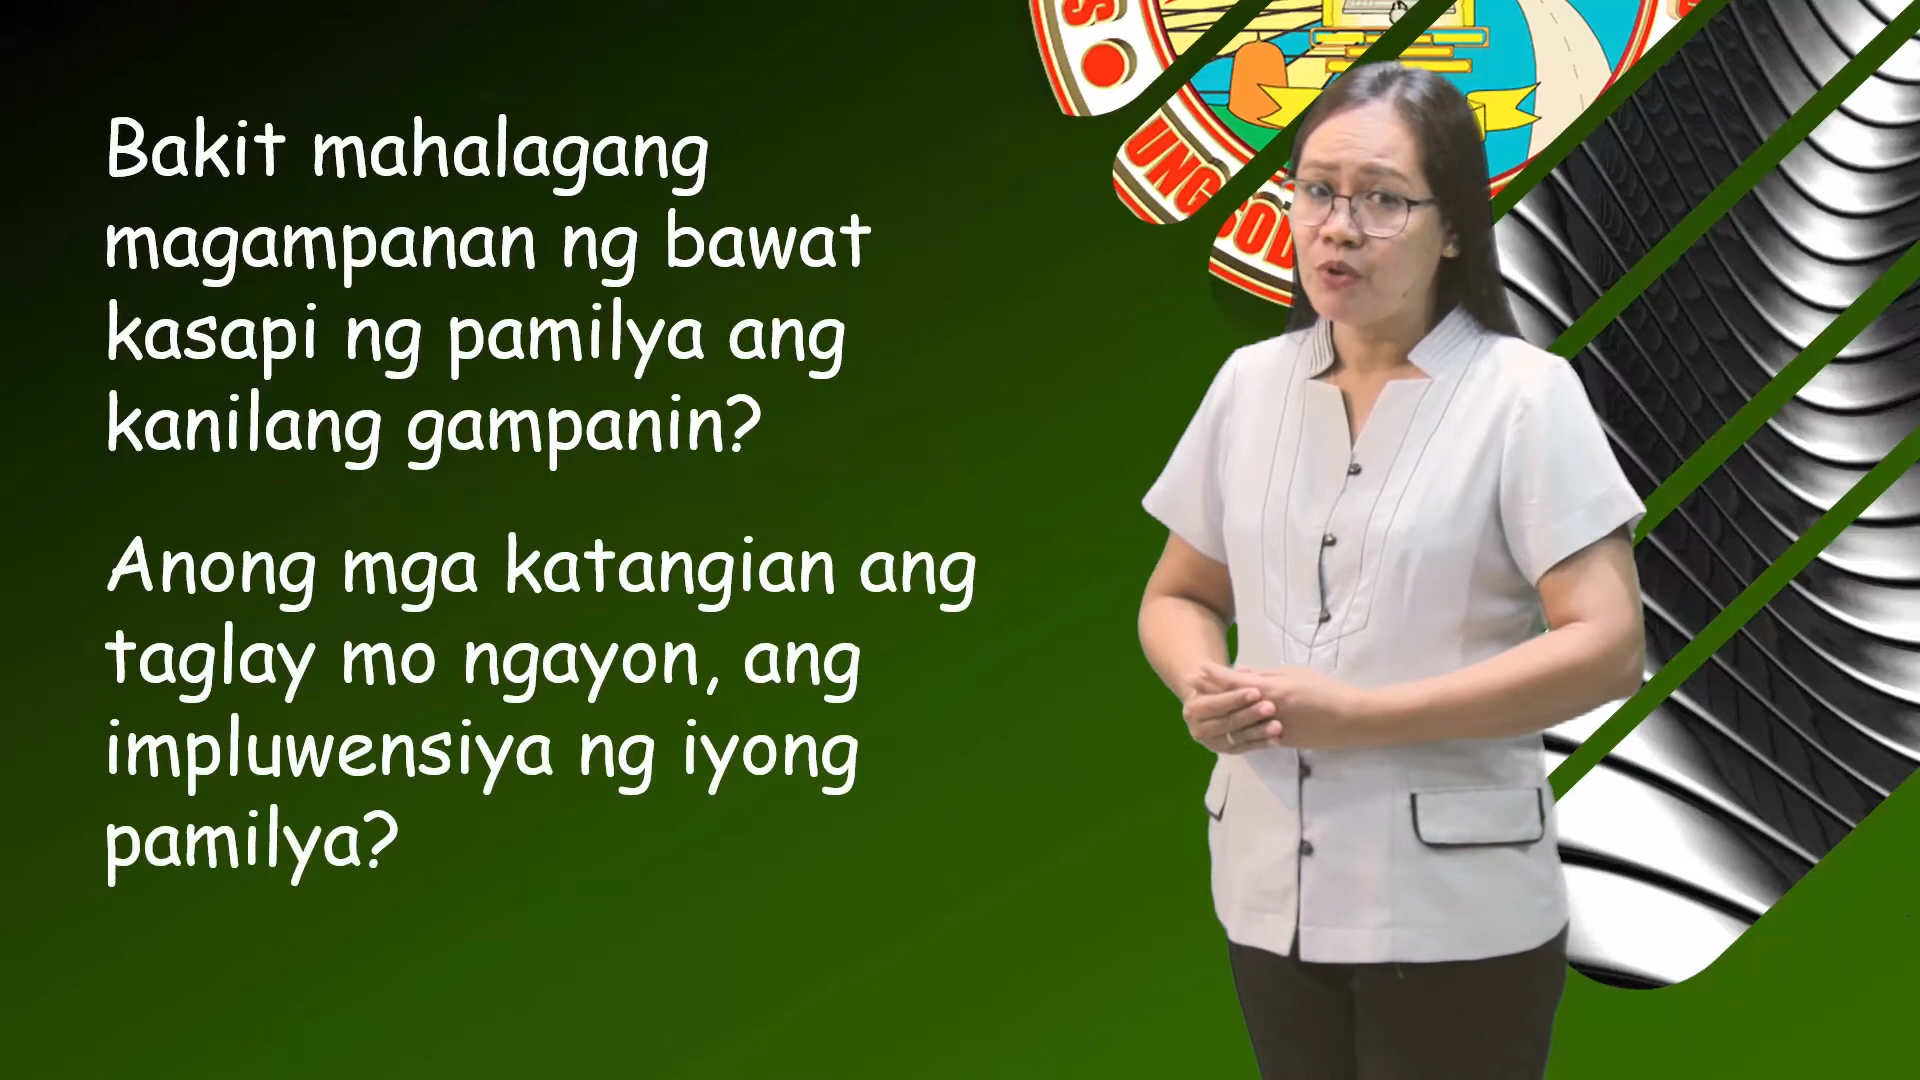 Bakit mahalagang
magampanan ng bawat
kasapi ng pamilya ang
kanilang gampanin?
Anong mga katangian ang
taglay mo ngayon, ang
impluwensiya ng iyong
pamilya?